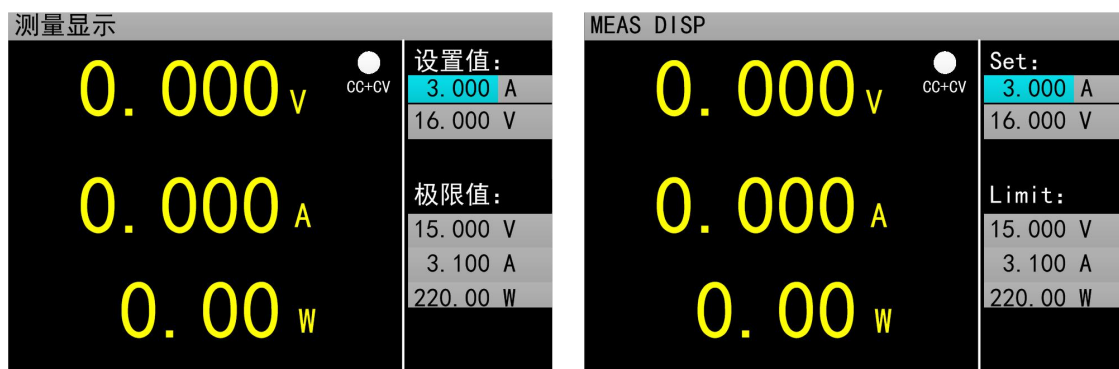 测量显示
0.000 V
CC+CV
0.000 A
0.00 W
设置值:
3.000 A
16.000 V
极限值:
15.000 V
3.100 A
220.00 W
MEAS DISP
0.000 V
CC+CV
0.000 A
0.00 W
Set:
3.000 A
16.000 V
Limit:
15.000 V
3.100 A
220.00 W